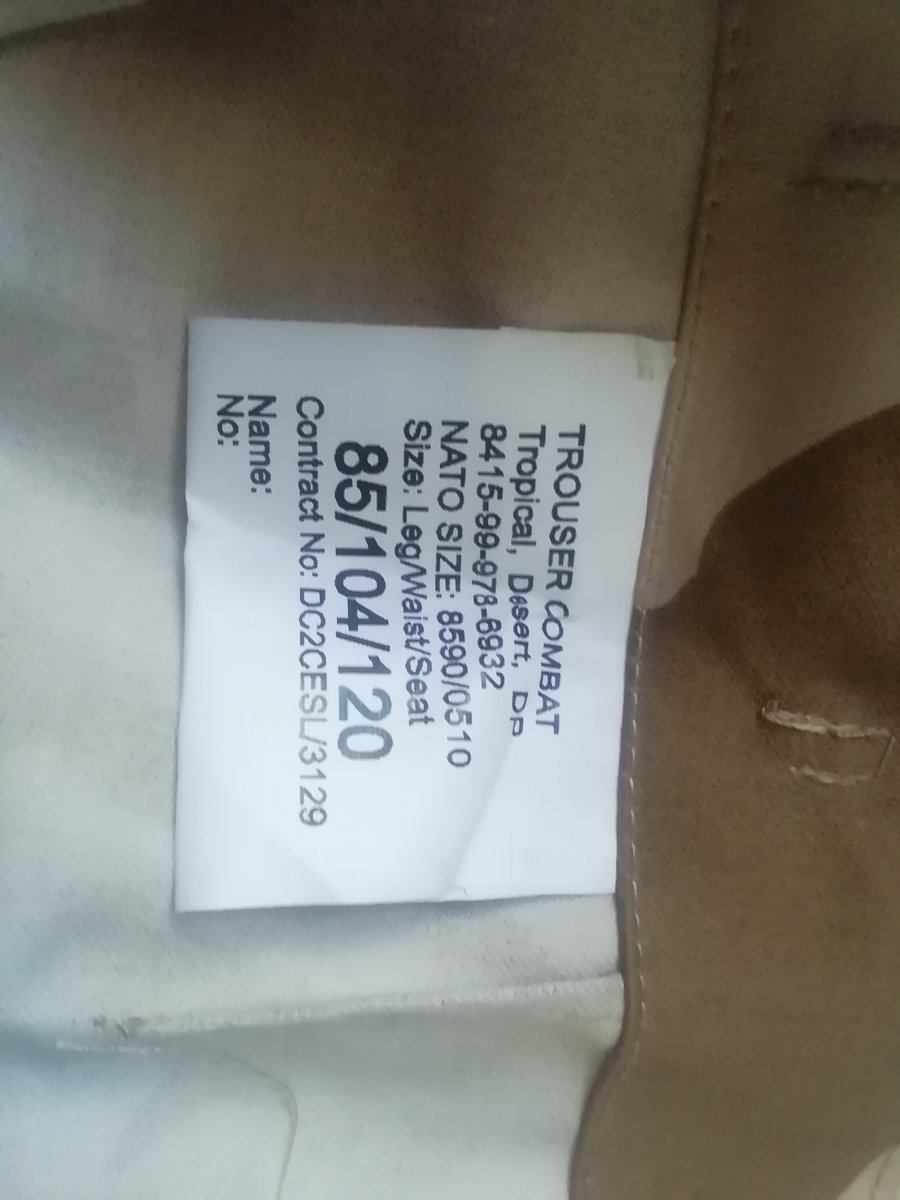 TROUSER COMBAT
Tropical, Desert, DP
8415-99-978-6932
NATO SIZE: 8590/0510
Size: Leg/Waist/Seat
85/104/120
Contract No: DC2CESL/3129
Name:
No: